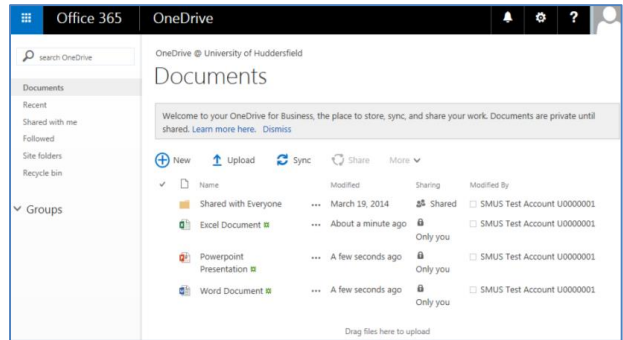 Office 365
OneDrive
?
search OneDrive
Documents
Recent
Shared with me
Followed
Site folders
Recycle bin
Groups
OneDrive @ University of Huddersfield
Documents
Welcome to your OneDrive for Business, the place to store, sync, and share your work. Documents are private until
shared. Learn more here. Dismiss
New Upload Sync Share More
Name Modified Sharing Modified By
Shared with Everyone ... March 19, 2014 Shared SMUS Test Account U0000001
Excel Document ... About a minute ago Only you SMUS Test Account U0000001
Powerpoint Presentation ... A few seconds ago Only you SMUS Test Account U0000001
Word Document ... A few seconds ago Only you SMUS Test Account U0000001
Drag files here to upload